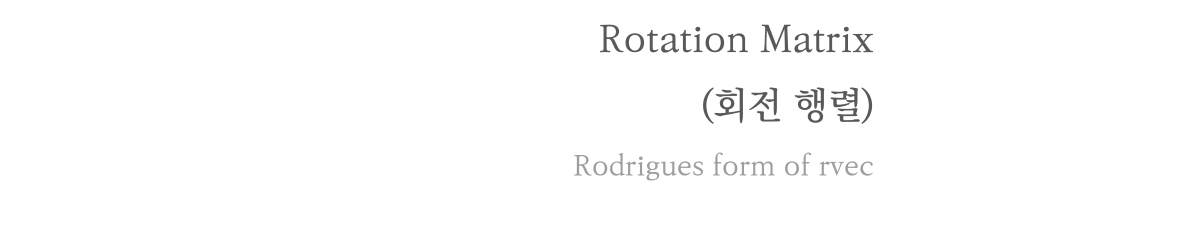 Rotation Matrix
(회전 행렬)
Rodrigues form of rvec